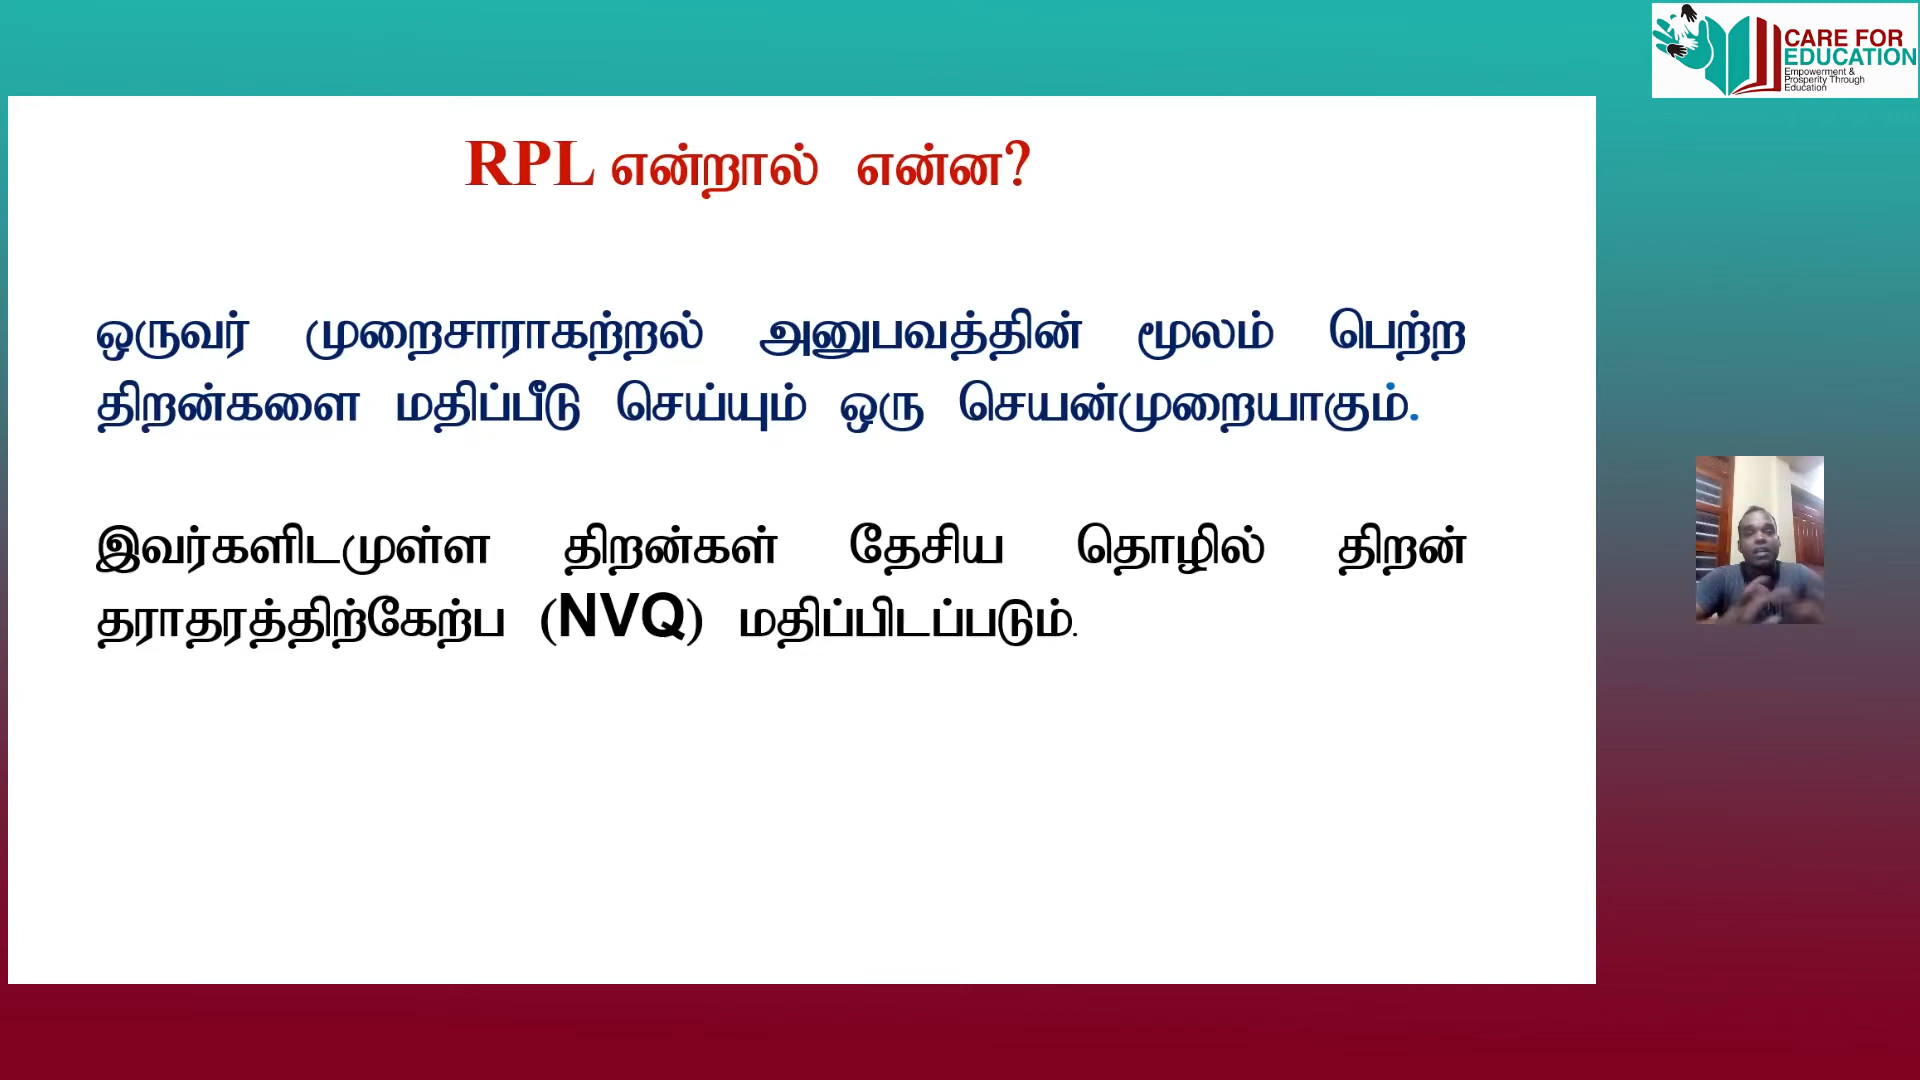 CARE FOR
EDUCATION
Empowerment &
Prosperity Through
Education
RPL என்றால் என்ன?
ஒருவர் முறைசாராகற்றல் அனுபவத்தின் மூலம் பெற்ற
திறன்களை மதிப்பீடு செய்யும் ஒரு செயன்முறையாகும்.
இவர்களிடமுள்ள திறன்கள் தேசிய தொழில் திறன்
தராதரத்திற்கேற்ப (NVQ) மதிப்பிடப்படும்.